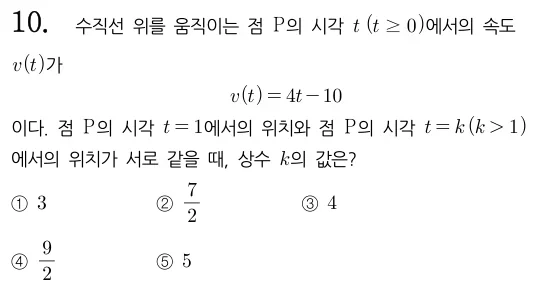 10. 수직선 위를 움직이는 점 P의 시각 t (t ≥ 0)에서의 속도
v(t)가
v(t) = 4t − 10
이다. 점 P의 시각 t = 1에서의 위치와 점 P의 시각 t = k (k > 1)
에서의 위치가 서로 같을 때, 상수 k의 값은?
① 3 ② 7/2 ③ 4
④ 9/2 ⑤ 5